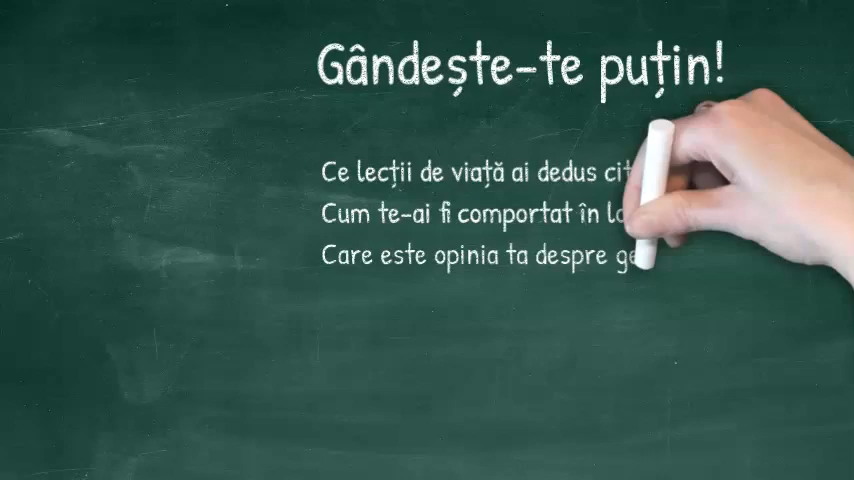 Gândește-te puțin!
Ce lecții de viață ai dedus
Cum te-ai fi comportat în
Care este opinia ta despre